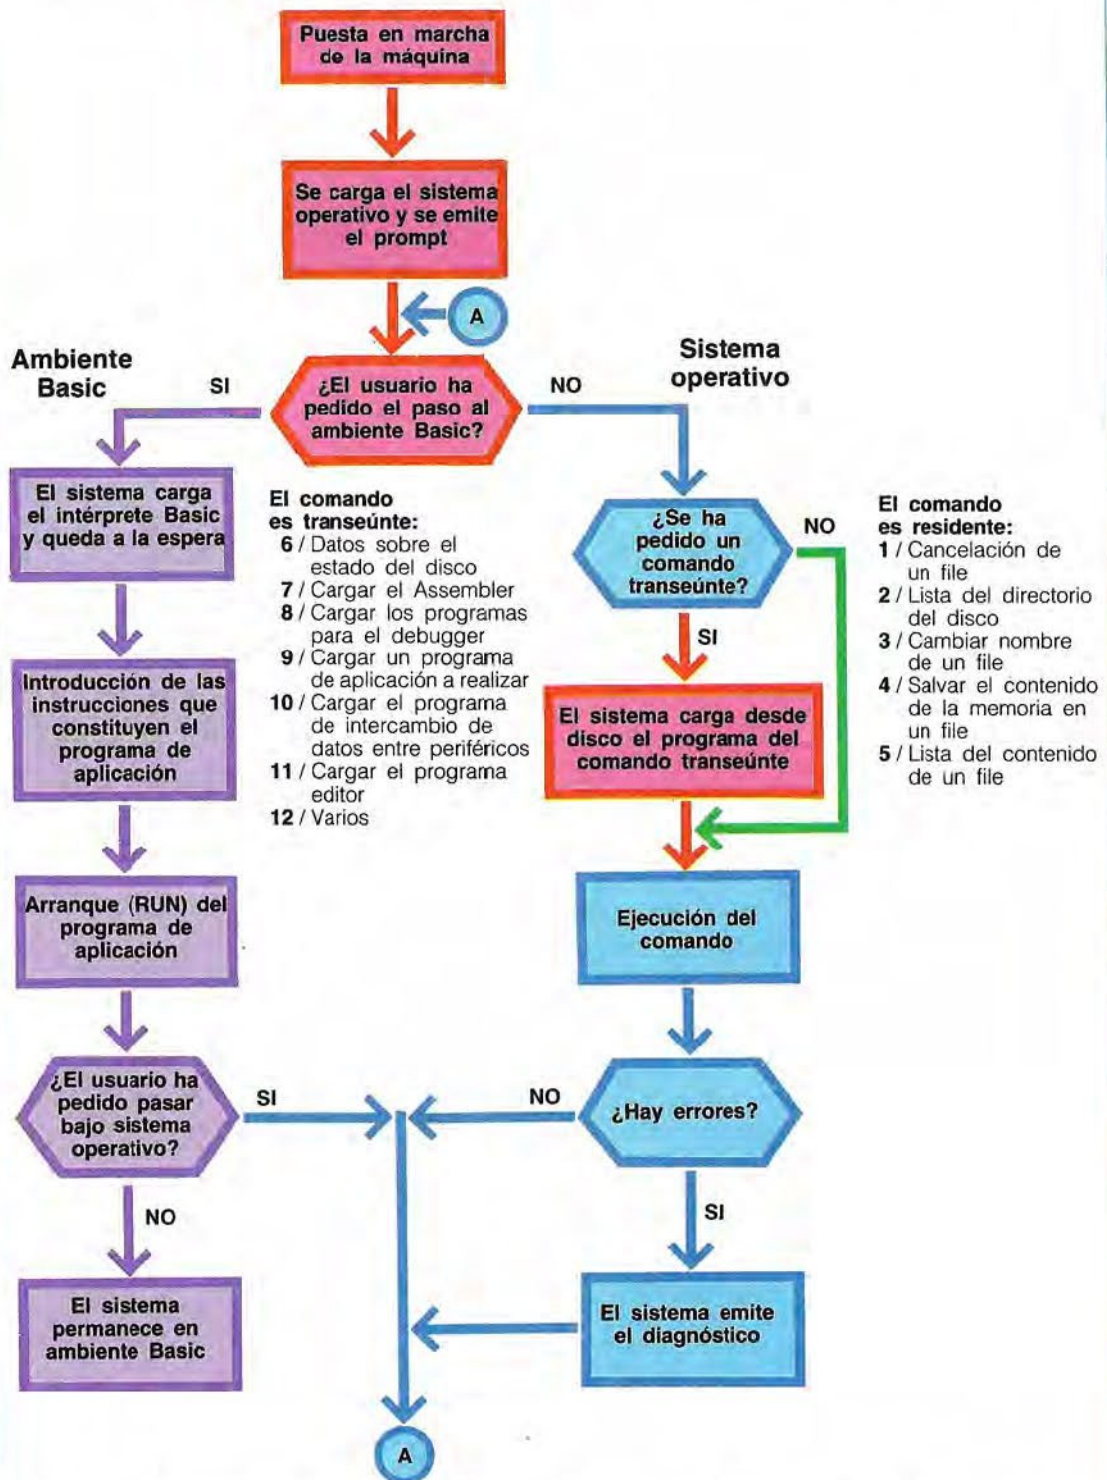 Puesta en marcha
de la máquina
Se carga el sistema
operativo y se emite
el prompt
A
Ambiente
Basic
SI
¿El usuario ha
pedido el paso al
ambiente Basic?
NO
Sistema
operativo
El sistema carga
el intérprete Basic
y queda a la espera
El comando
es transeúnte:
6 / Datos sobre el
estado del disco
7 / Cargar el Assembler
8 / Cargar los programas
para el debugger
9 / Cargar un programa
de aplicación a realizar
10 / Cargar el programa
de intercambio de
datos entre periféricos
11 / Cargar el programa
editor
12 / Varios
¿Se ha
pedido un
comando
transeúnte?
NO
El comando
es residente:
1 / Cancelación de
un file
2 / Lista del directorio
del disco
3 / Cambiar nombre
de un file
4 / Salvar el contenido
de la memoria en
un file
5 / Lista del contenido
de un file
SI
Introducción de las
instrucciones que
constituyen el
programa de
aplicación
El sistema carga desde
disco el programa del
comando transeúnte
Arranque (RUN) del
programa de
aplicación
Ejecución del
comando
¿El usuario ha
pedido pasar
bajo sistema
operativo?
SI
NO
¿Hay errores?
NO
SI
El sistema
permanece en
ambiente Basic
El sistema emite
el diagnóstico
A